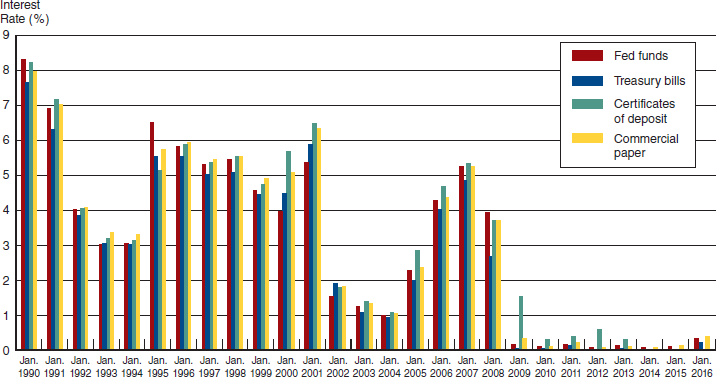 Interest
Rate (%)
9
8
7
6
5
4
3
2
1
0
Fed funds
Treasury bills
Certificates
of deposit
Commercial
paper
Jan. Jan. Jan. Jan. Jan. Jan. Jan. Jan. Jan. Jan. Jan. Jan. Jan. Jan. Jan. Jan. Jan. Jan. Jan. Jan. Jan. Jan. Jan. Jan. Jan. Jan. Jan.
1990 1991 1992 1993 1994 1995 1996 1997 1998 1999 2000 2001 2002 2003 2004 2005 2006 2007 2008 2009 2010 2011 2012 2013 2014 2015 2016